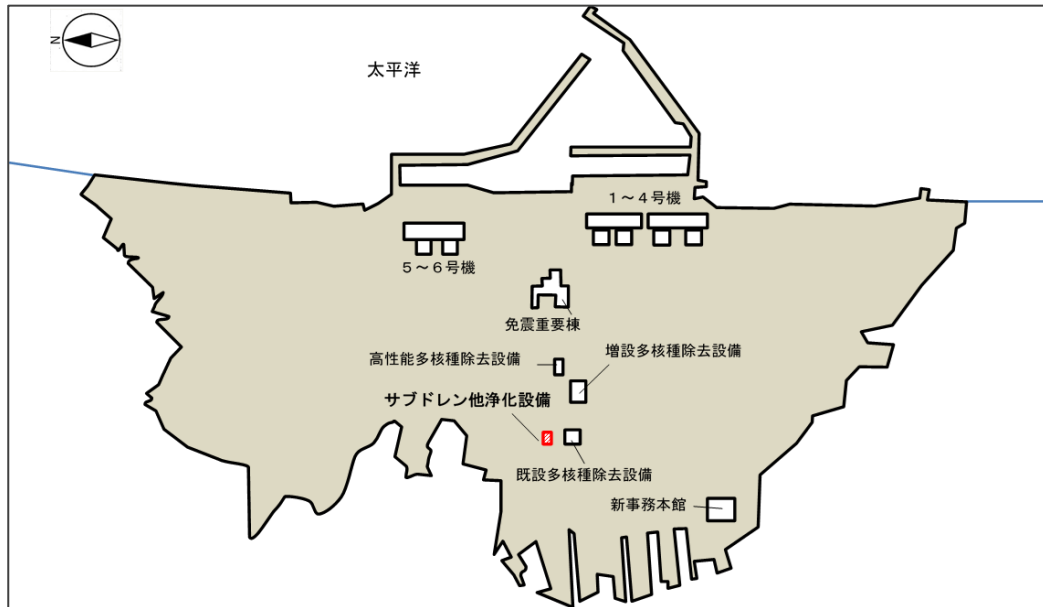 N
太平洋
１～４号機
５～６号機
免震重要棟
増設多核種除去設備
高性能多核種除去設備
サブドレン他浄化設備
既設多核種除去設備
新事務本館